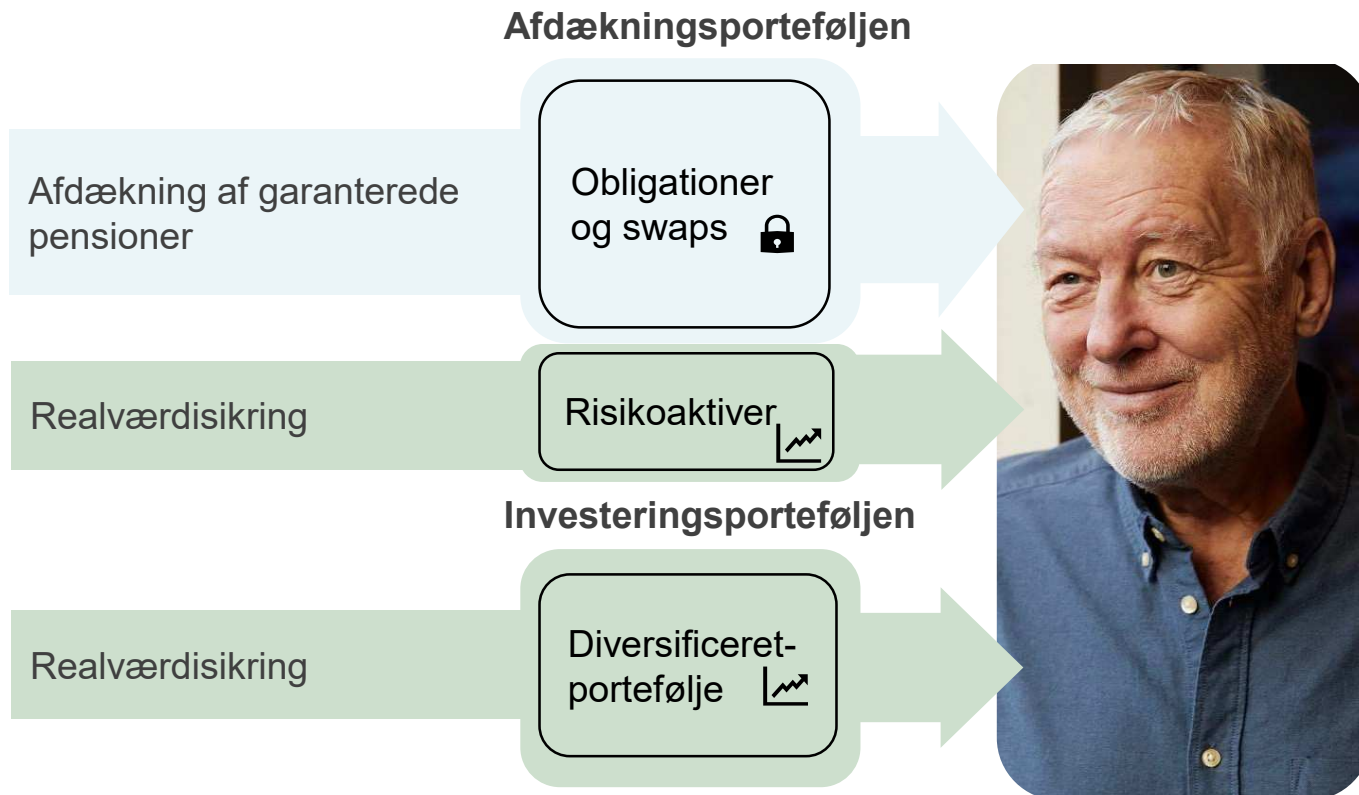 Afdækningsporteføljen
Afdækning af garanterede
pensioner
Obligationer
og swaps
Realværdisikring
Risikoaktiver
Investeringsporteføljen
Realværdisikring
Diversificeret-
portefølje